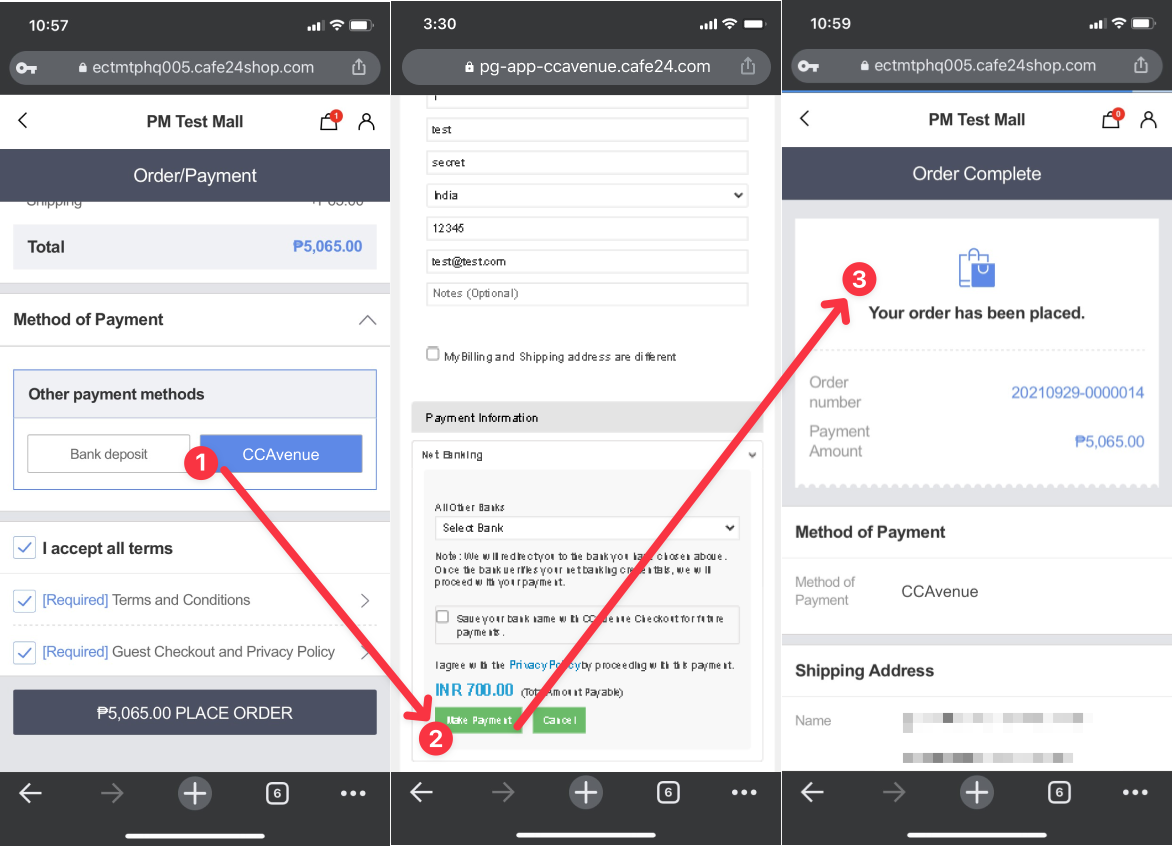 10:57
ectmtphq005.cafe24shop.com
PM Test Mall
1
Order/Payment
Shipping
+₱65.00
Total
₱5,065.00
Method of Payment
Other payment methods
Bank deposit
1
CCAvenue
I accept all terms
[Required] Terms and Conditions
[Required] Guest Checkout and Privacy Policy
₱5,065.00 PLACE ORDER
6
3:30
pg-app-ccavenue.cafe24.com
test
secret
India
12345
test@test.com
Notes (Optional)
My Billing and Shipping address are different
Payment Information
Net Banking
All Other Banks
Select Bank
Note : We will redirect you to the bank you have chosen above.
Once the bank verifies your net banking credentials, we will
proceed with your payment.
Save your bank name with CCAvenue Checkout for future
payments.
I agree with the Privacy Policy by proceeding with this payment.
INR 700.00 (Total Amount Payable)
Make Payment
Cancel
2
6
10:59
ectmtphq005.cafe24shop.com
PM Test Mall
0
Order Complete
3
Your order has been placed.
Order
number
20210929-0000014
Payment
Amount
₱5,065.00
Method of Payment
Method of
Payment
CCAvenue
Shipping Address
Name
6